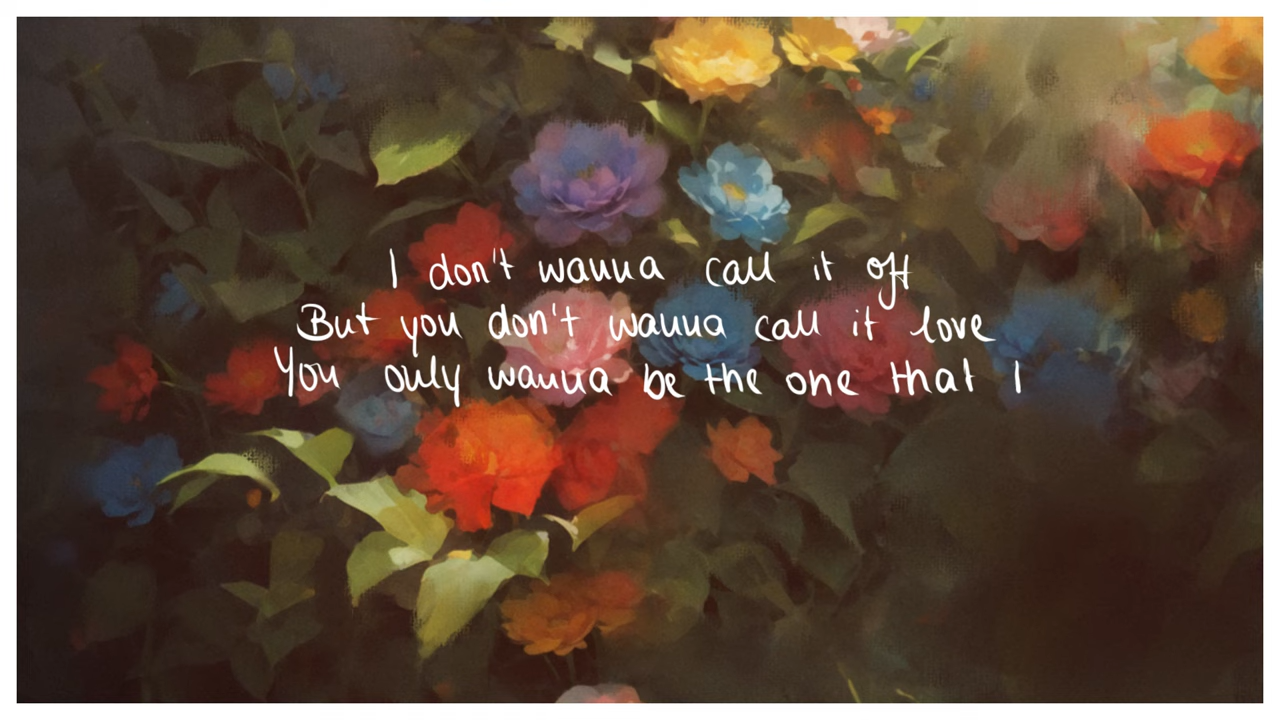 I don't wanna call it off
But you don't wanna call it love
You only wanna be the one that I